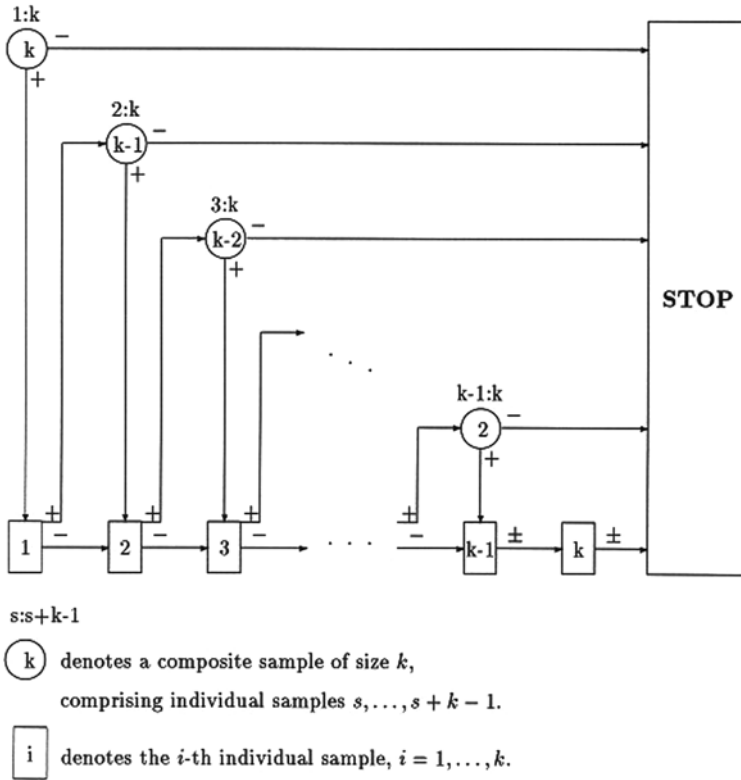 1:k
k −
+
2:k
k-1 −
+
3:k
k-2 −
+
STOP
. . .
k-1:k
2 −
+
+ + + +
1 − 2 − 3 − . . . − k-1 ± k ±
s:s+k-1
k denotes a composite sample of size k,
comprising individual samples s, . . . , s + k − 1.
i denotes the i-th individual sample, i = 1, . . . , k.